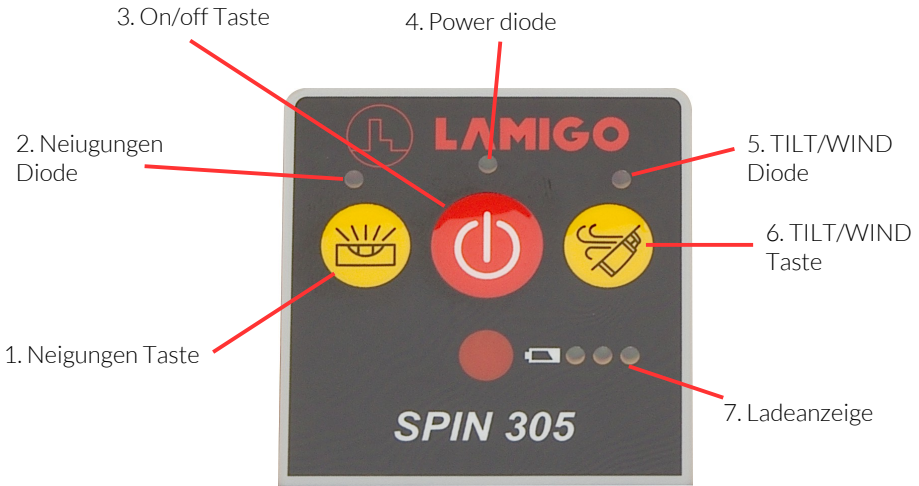 3. On/off Taste
4. Power diode
LAMIGO
2. Neiugungen
Diode
5. TILT/WIND
Diode
6. TILT/WIND
Taste
1. Neigungen Taste
7. Ladeanzeige
SPIN 305